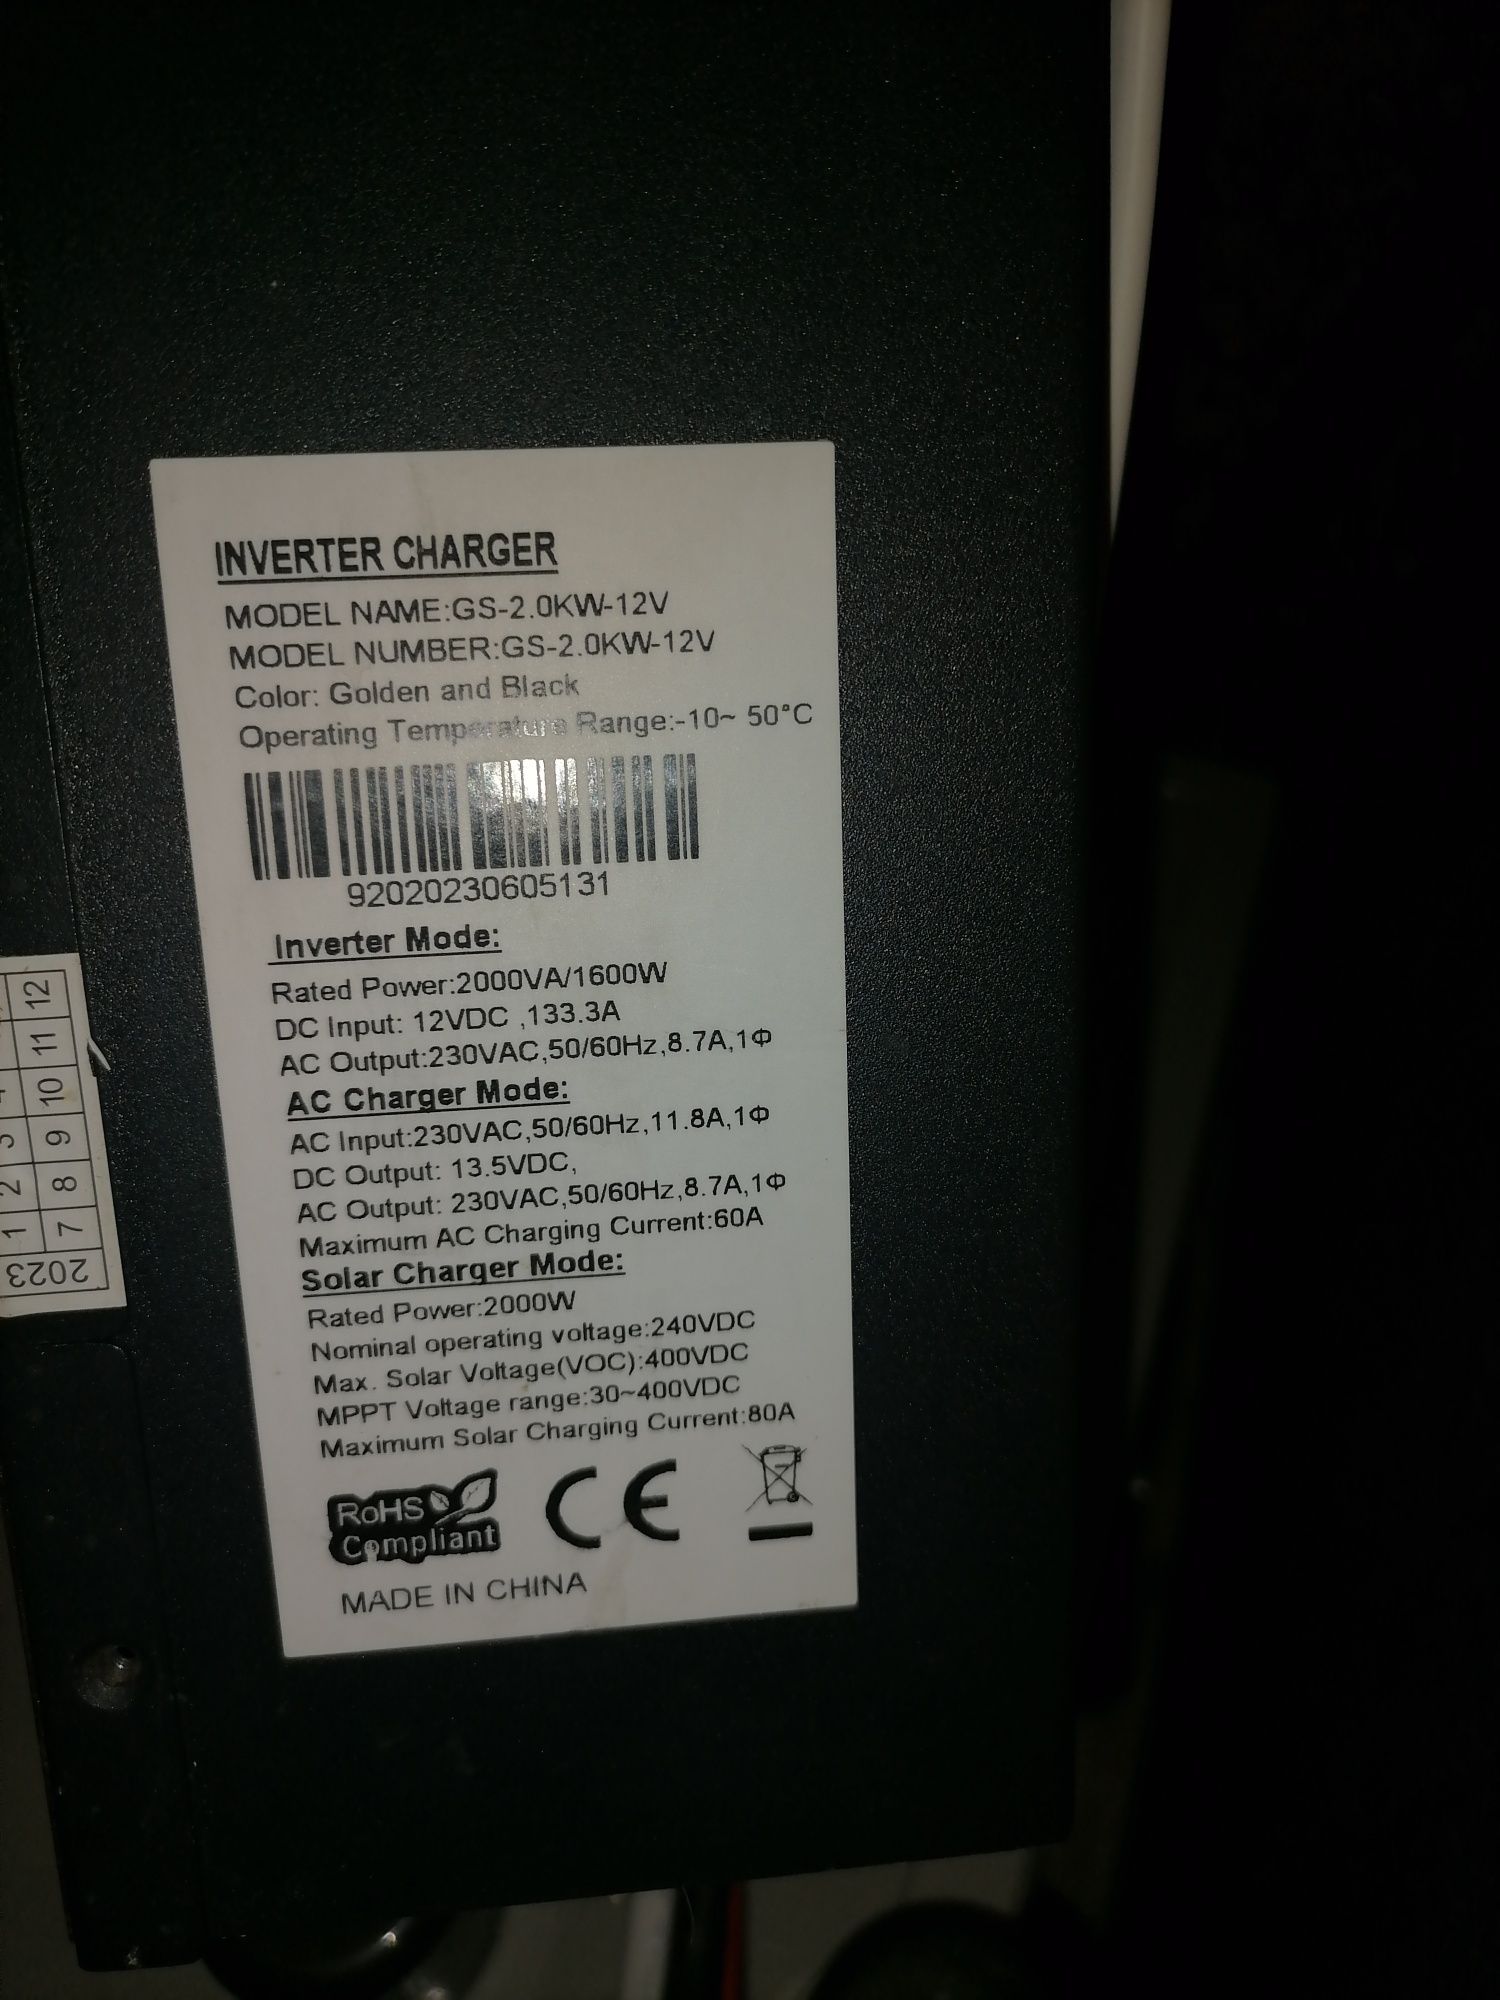 INVERTER CHARGER
MODEL NAME:GS-2.0KW-12V
MODEL NUMBER:GS-2.0KW-12V
Color: Golden and Black
Operating Temperature Range:-10~ 50°C
92020230605131
Inverter Mode:
Rated Power:2000VA/1600W
DC Input: 12VDC ,133.3A
AC Output:230VAC,50/60Hz,8.7A,1Φ
AC Charger Mode:
AC Input:230VAC,50/60Hz,11.8A,1Φ
DC Output: 13.5VDC,
AC Output: 230VAC,50/60Hz,8.7A,1Φ
Maximum AC Charging Current:60A
Solar Charger Mode:
Rated Power:2000W
Nominal operating voltage:240VDC
Max. Solar Voltage(VOC):400VDC
MPPT Voltage range:30~400VDC
Maximum Solar Charging Current:80A
RoHS
Compliant
CE
MADE IN CHINA
2023
1 2 3
7 8 9 10 11 12